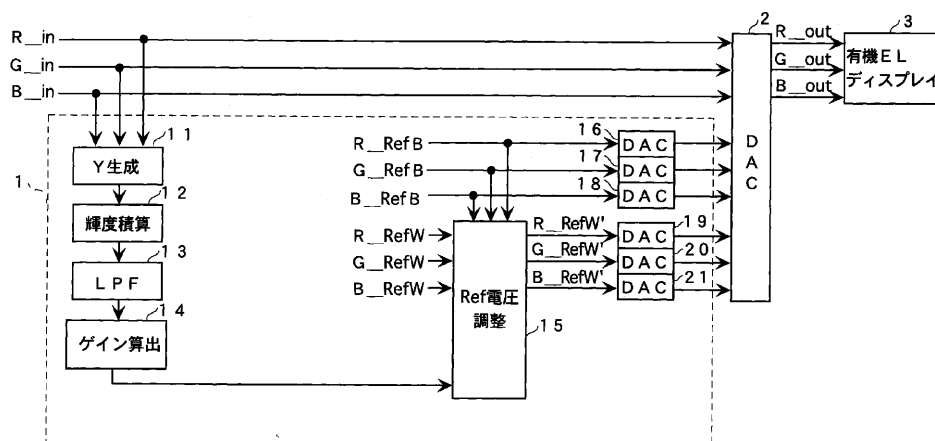 R__in
G__in
B__in
2
R__out
G__out
B__out
3
有機EL
ディスプレイ
DAC
1
11
Y生成
12
輝度積算
13
LPF
14
ゲイン算出
R__RefB
G__RefB
B__RefB
16
DAC
17
DAC
18
DAC
R__RefW
G__RefW
B__RefW
Ref電圧
調整
15
R__RefW'
G__RefW'
B__RefW'
19
DAC
20
DAC
21
DAC